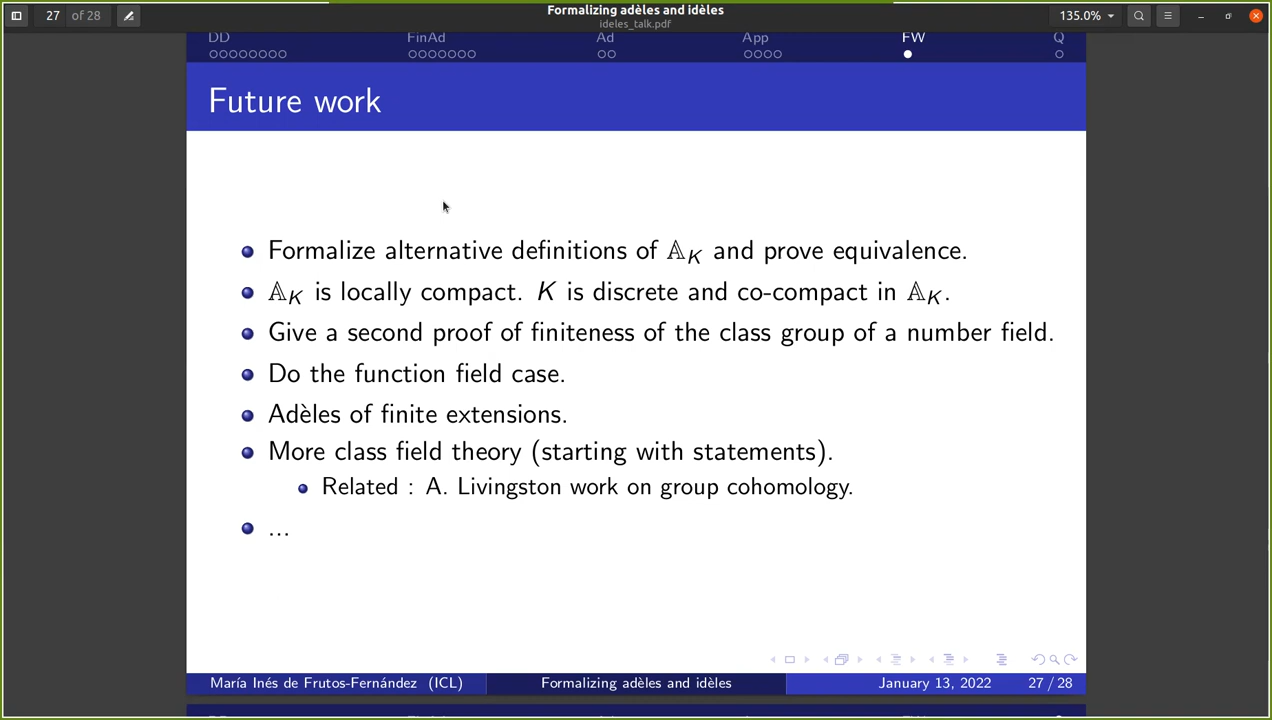 Formalizing adèles and idèles
ideles_talk.pdf
27 of 28
135.0%
DD FinAd Ad App FW Q
Future work
Formalize alternative definitions of 𝔸_K and prove equivalence.
𝔸_K is locally compact. K is discrete and co-compact in 𝔸_K.
Give a second proof of finiteness of the class group of a number field.
Do the function field case.
Adèles of finite extensions.
More class field theory (starting with statements).
Related : A. Livingston work on group cohomology.
...
María Inés de Frutos-Fernández (ICL) Formalizing adèles and idèles January 13, 2022 27 / 28